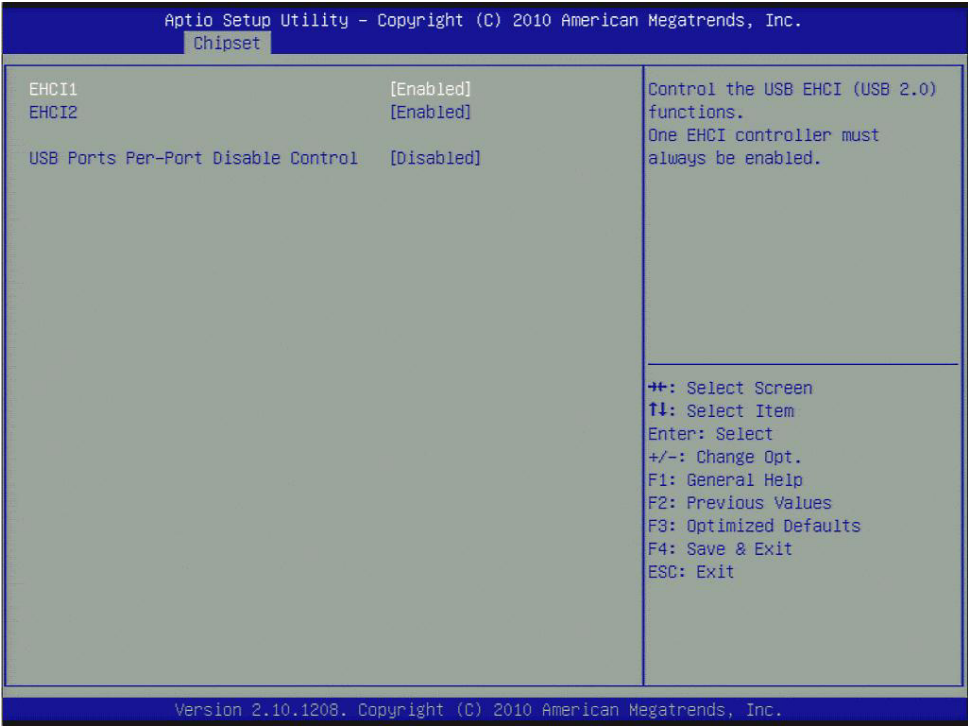 Aptio Setup Utility – Copyright (C) 2010 American Megatrends, Inc.
Chipset
EHCI1 [Enabled]
EHCI2 [Enabled]
USB Ports Per-Port Disable Control [Disabled]
Control the USB EHCI (USB 2.0)
functions.
One EHCI controller must
always be enabled.
→←: Select Screen
↑↓: Select Item
Enter: Select
+/-: Change Opt.
F1: General Help
F2: Previous Values
F3: Optimized Defaults
F4: Save & Exit
ESC: Exit
Version 2.10.1208. Copyright (C) 2010 American Megatrends, Inc.